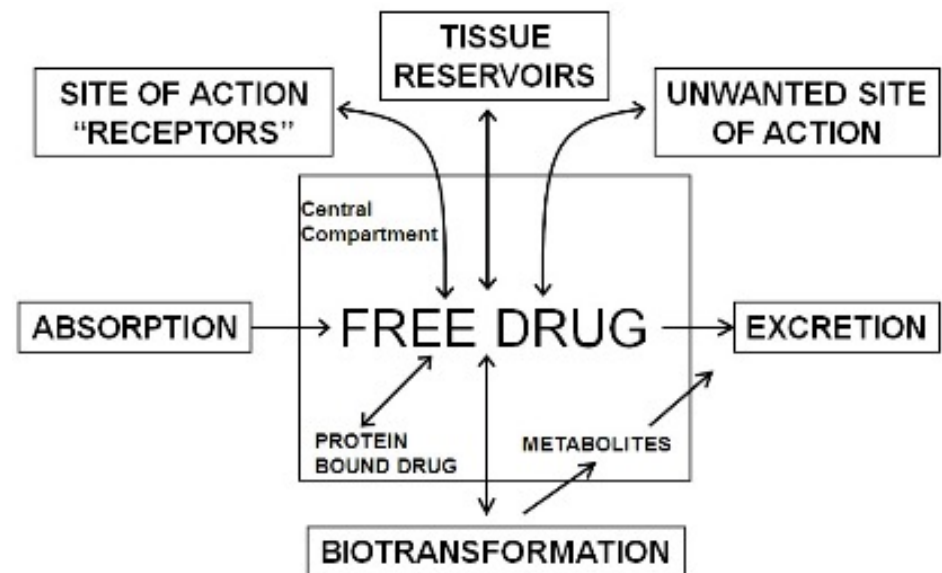 TISSUE
RESERVOIRS
SITE OF ACTION
“RECEPTORS”
UNWANTED SITE
OF ACTION
Central
Compartment
ABSORPTION
FREE DRUG
EXCRETION
PROTEIN
BOUND DRUG
METABOLITES
BIOTRANSFORMATION